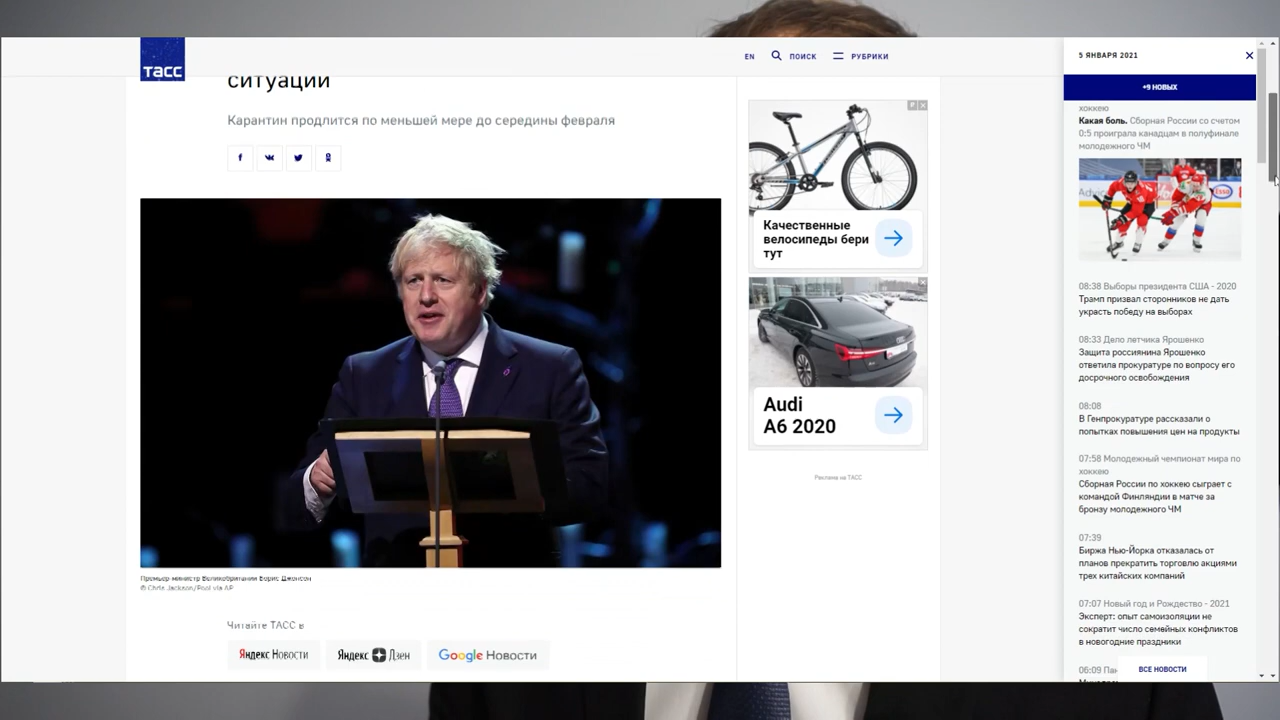 тасс
EN
ПОИСК
РУБРИКИ
ситуации
Карантин продлится по меньшей мере до середины февраля
Качественные
велосипеды бери
тут
Audi
A6 2020
Реклама на ТАСС
Премьер-министр Великобритании Борис Джонсон
© Chris Jackson/Pool via AP
Читайте ТАСС в
Яндекс Новости
Яндекс Дзен
Google Новости
5 ЯНВАРЯ 2021
+9 НОВЫХ
хоккею
Какая боль. Сборная России со счетом
0:5 проиграла канадцам в полуфинале
молодежного ЧМ
08:38 Выборы президента США - 2020
Трамп призвал сторонников не дать
украсть победу на выборах
08:33 Дело летчика Ярошенко
Защита россиянина Ярошенко
ответила прокуратуре по вопросу его
досрочного освобождения
08:08
В Генпрокуратуре рассказали о
попытках повышения цен на продукты
07:58 Молодежный чемпионат мира по
хоккею
Сборная России по хоккею сыграет с
командой Финляндии в матче за
бронзу молодежного ЧМ
07:39
Биржа Нью-Йорка отказалась от
планов прекратить торговлю акциями
трех китайских компаний
07:07 Новый год и Рождество - 2021
Эксперт: опыт самоизоляции не
сократит число семейных конфликтов
в новогодние праздники
06:09
ВСЕ НОВОСТИ